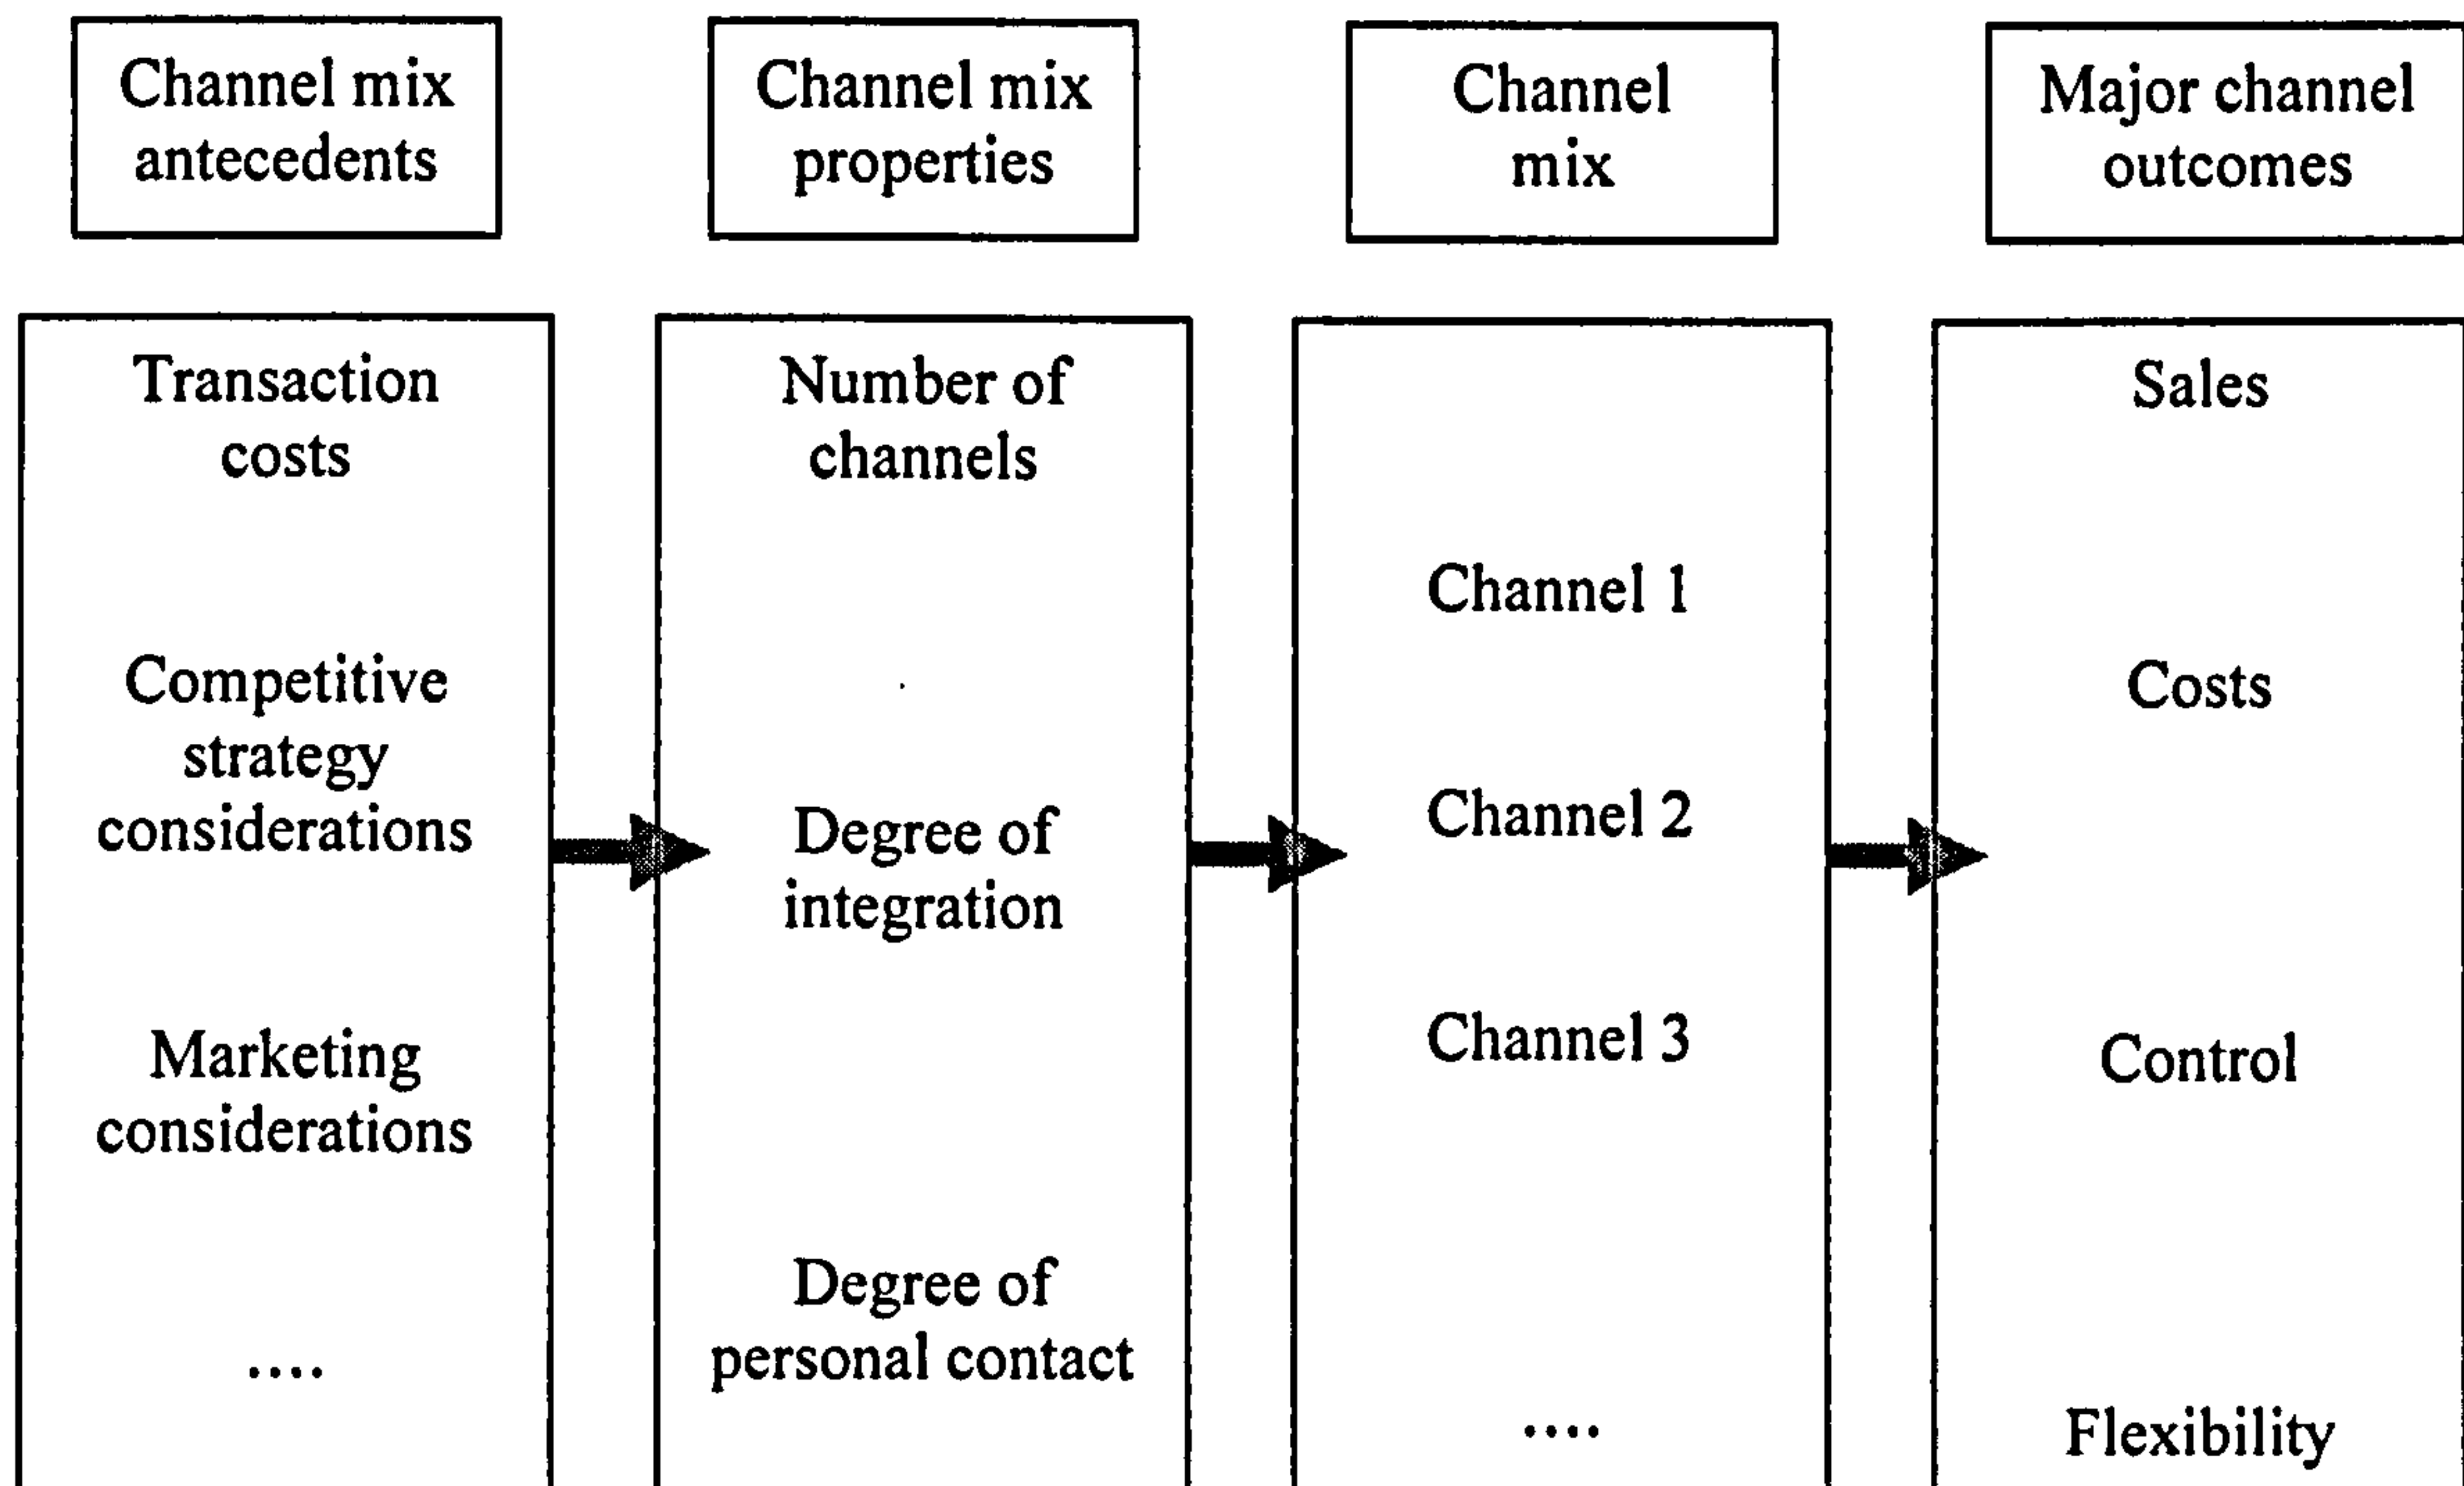 Channel mix
antecedents
Channel mix
properties
Channel
mix
Major channel
outcomes
Transaction
costs
Competitive
strategy
considerations
Marketing
considerations
....
Number of
channels
Degree of
integration
Degree of
personal contact
Channel 1
Channel 2
Channel 3
....
Sales
Costs
Control
Flexibility